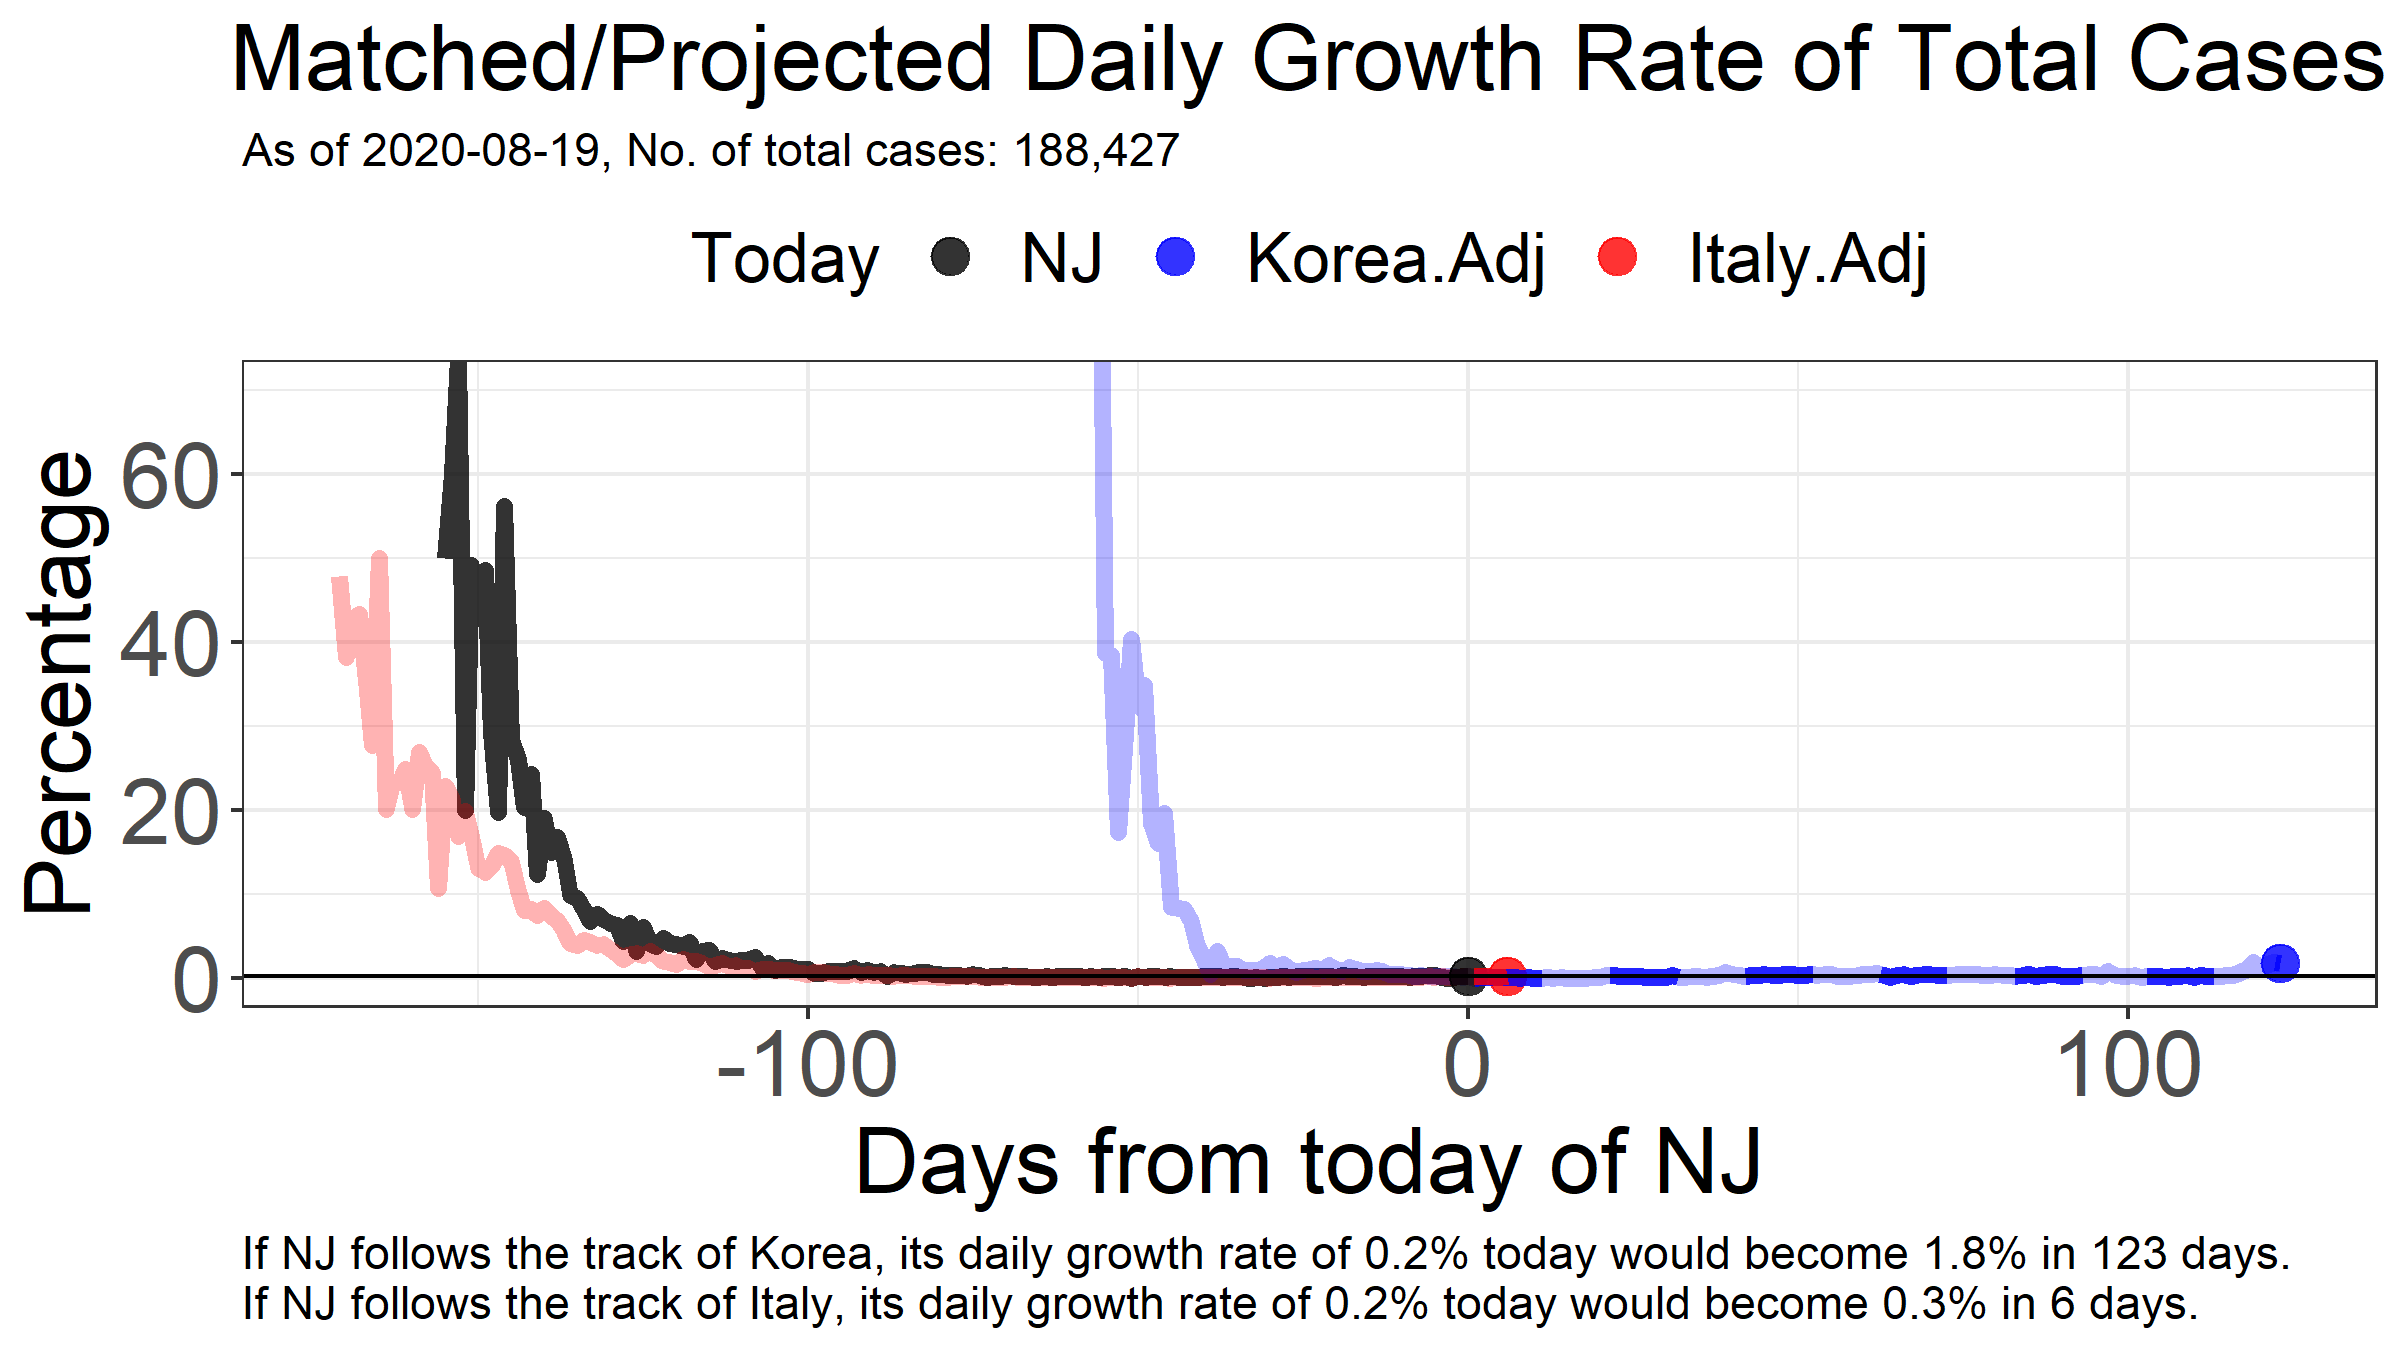 Matched/Projected Daily Growth Rate of Total Cases
As of 2020-08-19, No. of total cases: 188,427
Today NJ Korea.Adj Italy.Adj
Percentage
60
40
20
0
-100 0 100
Days from today of NJ
If NJ follows the track of Korea, its daily growth rate of 0.2% today would become 1.8% in 123 days.
If NJ follows the track of Italy, its daily growth rate of 0.2% today would become 0.3% in 6 days.